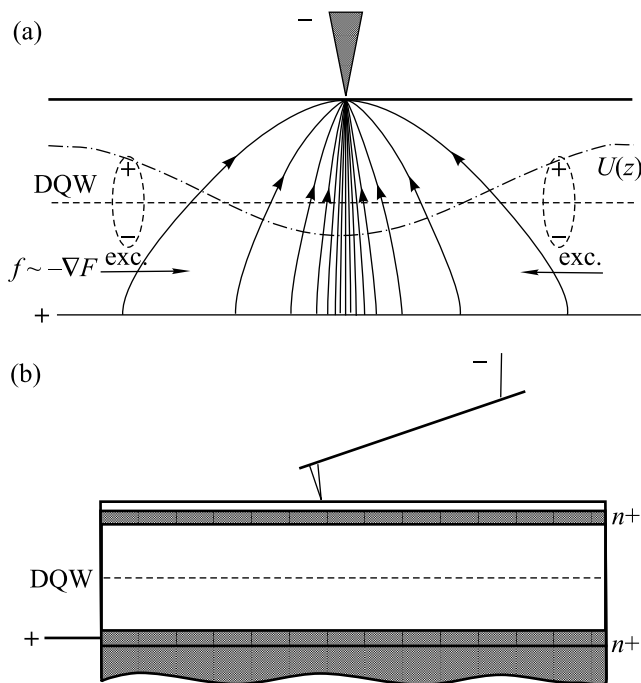 (a)
–
+
+
U(z)
DQW
–
–
f ~ –∇F
exc.
exc.
+
(b)
–
n+
DQW
+
n+